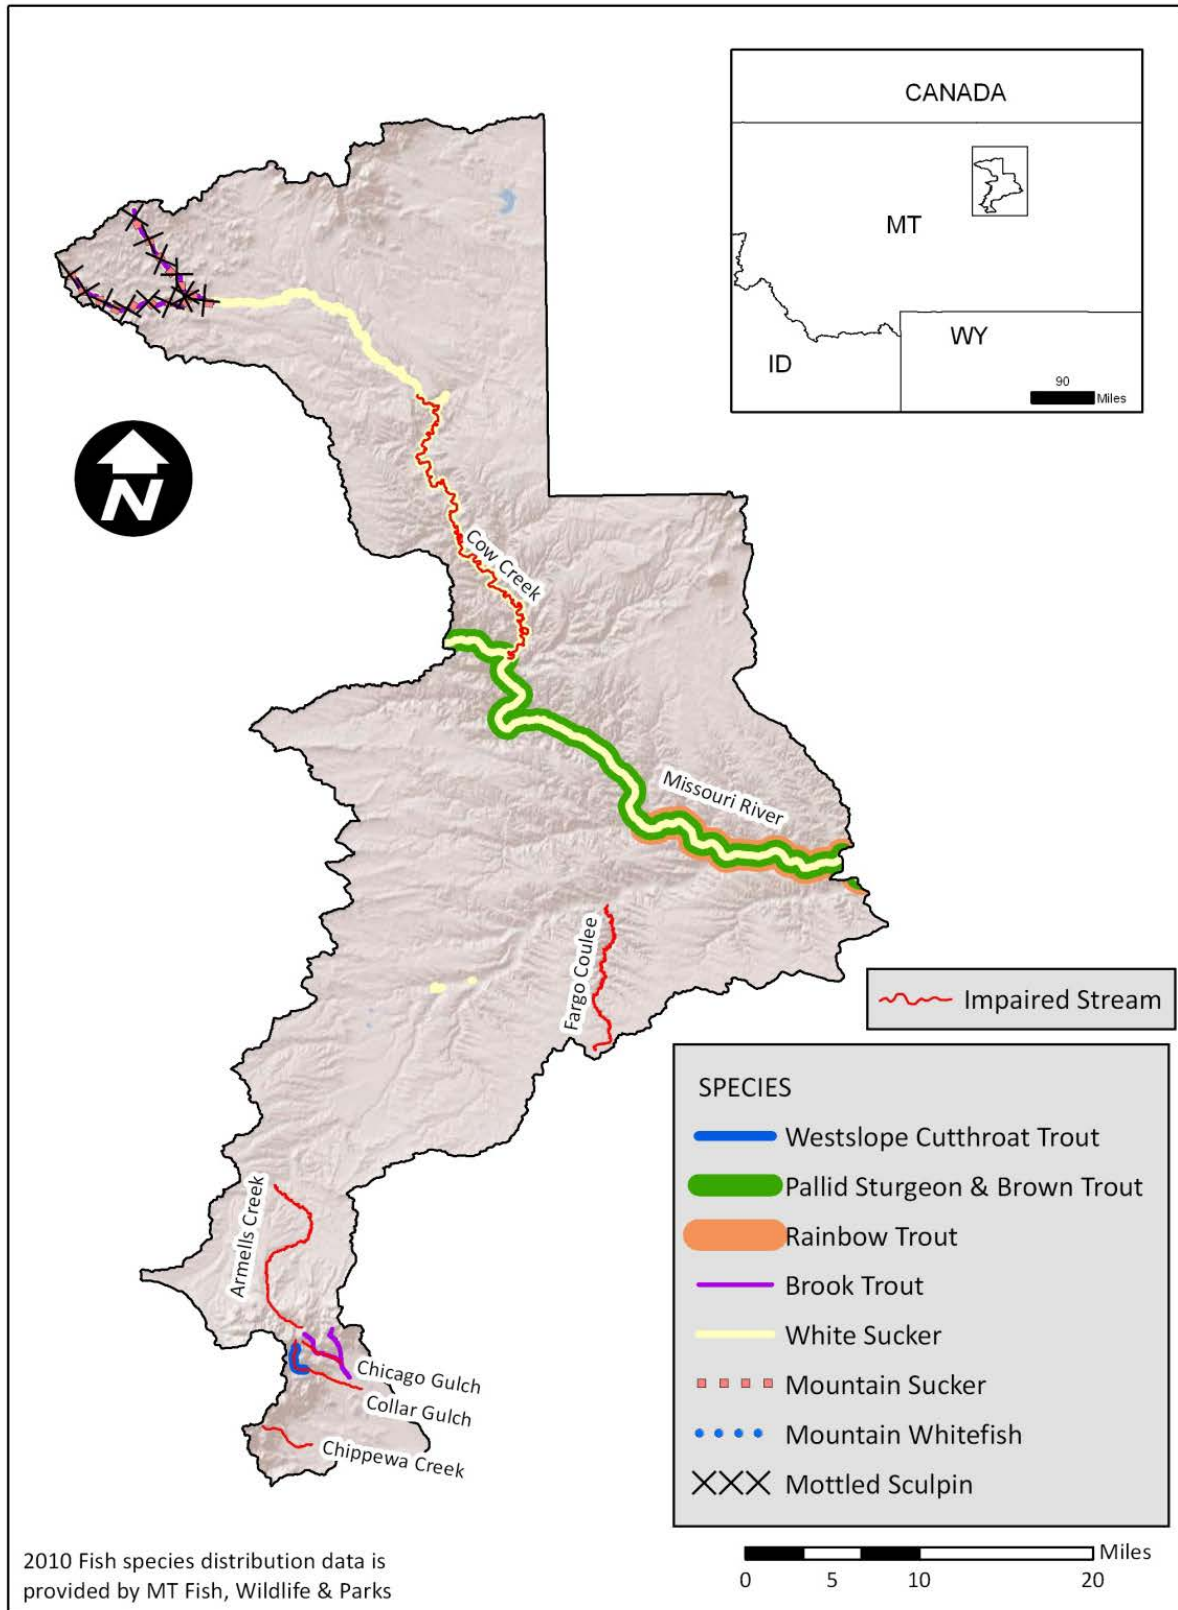 CANADA
MT
WY
ID
90
Miles
N
Cow Creek
Missouri River
Fargo Coulee
Impaired Stream
SPECIES
Westslope Cutthroat Trout
Pallid Sturgeon & Brown Trout
Rainbow Trout
Brook Trout
White Sucker
Mountain Sucker
Mountain Whitefish
Mottled Sculpin
Armells Creek
Chicago Gulch
Collar Gulch
Chippewa Creek
2010 Fish species distribution data is
provided by MT Fish, Wildlife & Parks
Miles
0 5 10 20